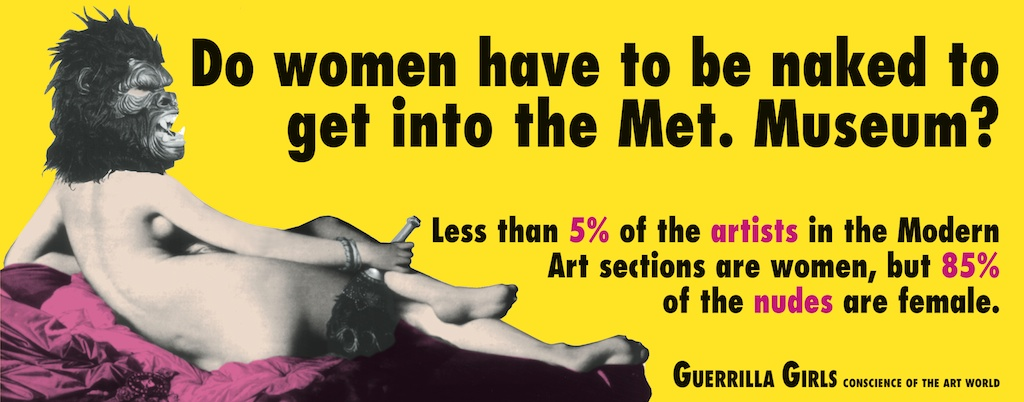 Do women have to be naked to
get into the Met. Museum?
Less than 5% of the artists in the Modern
Art sections are women, but 85%
of the nudes are female.
GUERRILLA GIRLS CONSCIENCE OF THE ART WORLD